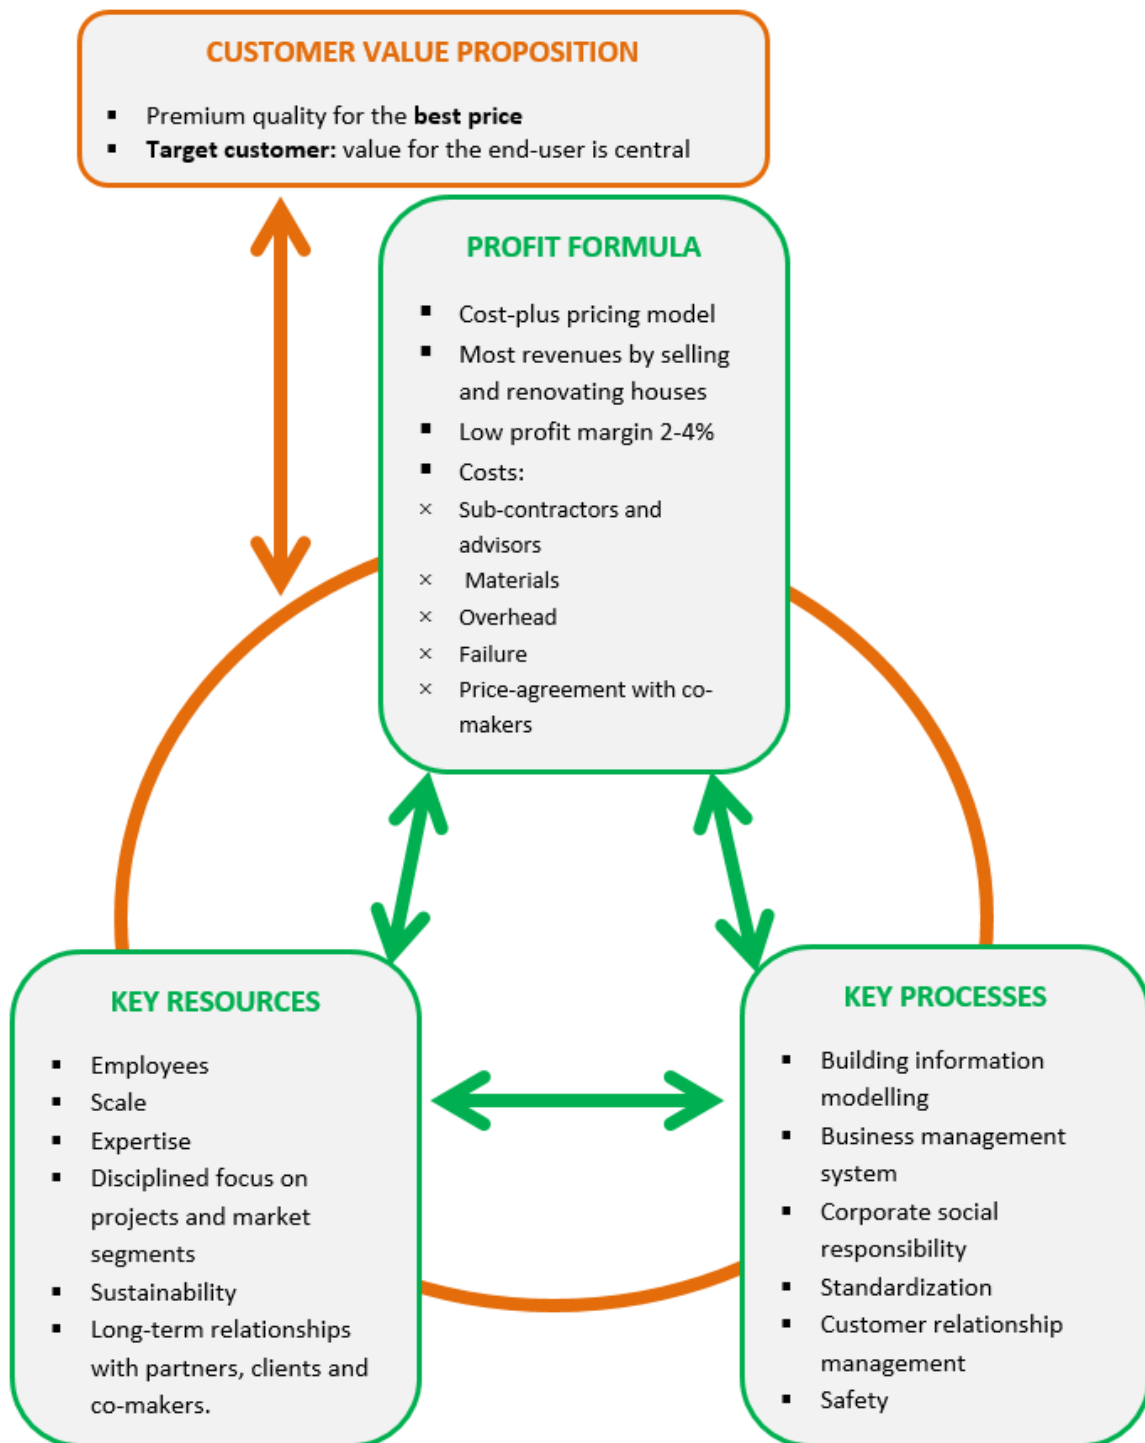 CUSTOMER VALUE PROPOSITION
▪ Premium quality for the best price
▪ Target customer: value for the end-user is central
PROFIT FORMULA
▪ Cost-plus pricing model
▪ Most revenues by selling
and renovating houses
▪ Low profit margin 2-4%
▪ Costs:
× Sub-contractors and
advisors
× Materials
× Overhead
× Failure
× Price-agreement with co-
makers
KEY RESOURCES
▪ Employees
▪ Scale
▪ Expertise
▪ Disciplined focus on
projects and market
segments
▪ Sustainability
▪ Long-term relationships
with partners, clients and
co-makers.
KEY PROCESSES
▪ Building information
modelling
▪ Business management
system
▪ Corporate social
responsibility
▪ Standardization
▪ Customer relationship
management
▪ Safety